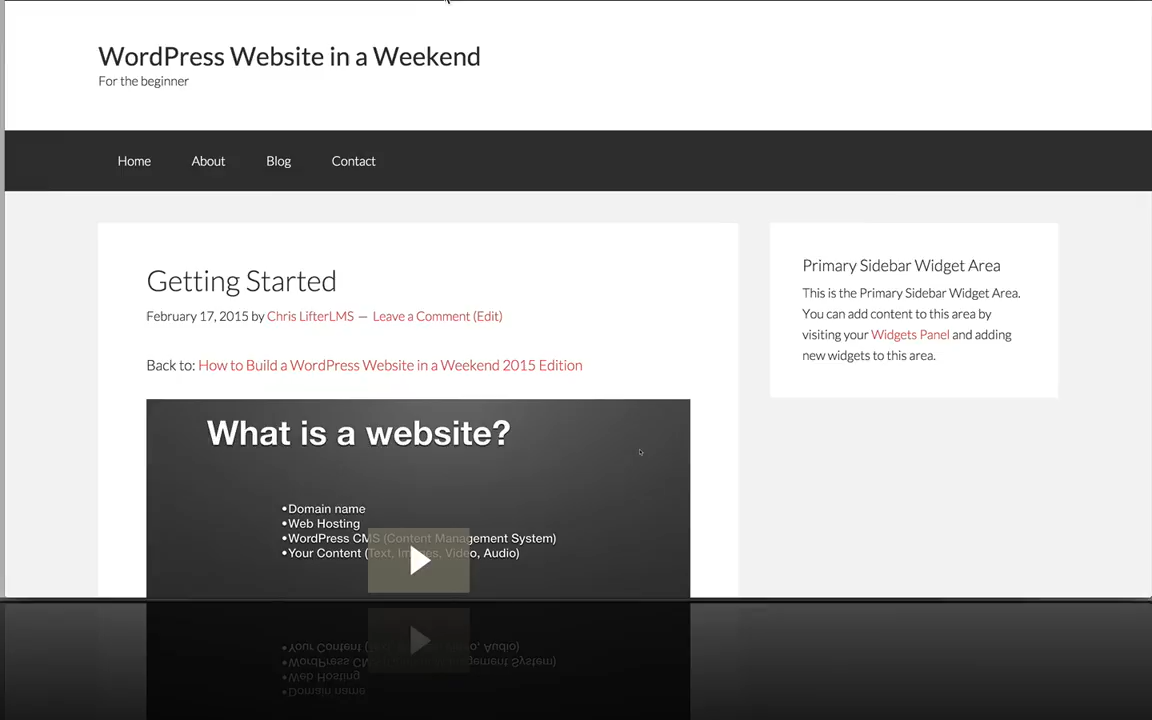 WordPress Website in a Weekend
For the beginner
Home About Blog Contact
Getting Started
February 17, 2015 by Chris LifterLMS — Leave a Comment (Edit)
Back to: How to Build a WordPress Website in a Weekend 2015 Edition
What is a website?
•Domain name
•Web Hosting
•WordPress CMS (Content Management System)
•Your Content (Text, Images, Video, Audio)
Primary Sidebar Widget Area
This is the Primary Sidebar Widget Area.
You can add content to this area by
visiting your Widgets Panel and adding
new widgets to this area.